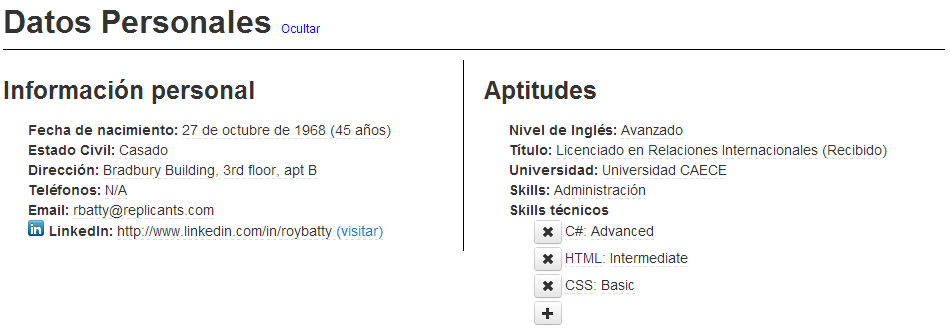 Datos Personales Ocultar
Información personal
Fecha de nacimiento: 27 de octubre de 1968 (45 años)
Estado Civil: Casado
Dirección: Bradbury Building, 3rd floor, apt B
Teléfonos: N/A
Email: rbatty@replicants.com
in LinkedIn: http://www.linkedin.com/in/roybatty (visitar)
Aptitudes
Nivel de Inglés: Avanzado
Título: Licenciado en Relaciones Internacionales (Recibido)
Universidad: Universidad CAECE
Skills: Administración
Skills técnicos
C#: Advanced
HTML: Intermediate
CSS: Basic